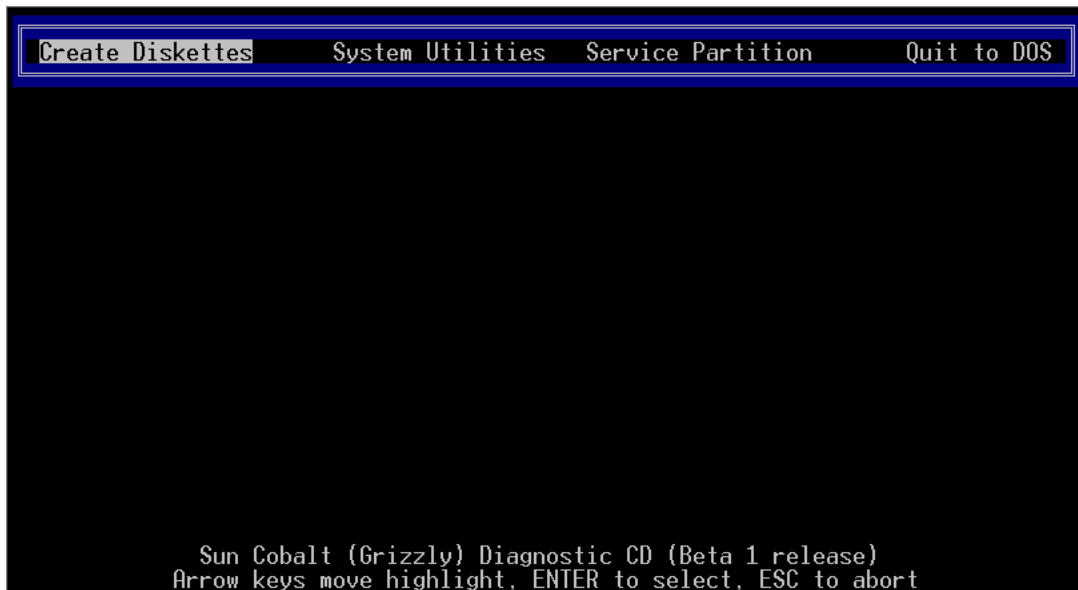 Create Diskettes System Utilities Service Partition Quit to DOS
Sun Cobalt (Grizzly) Diagnostic CD (Beta 1 release)
Arrow keys move highlight, ENTER to select, ESC to abort